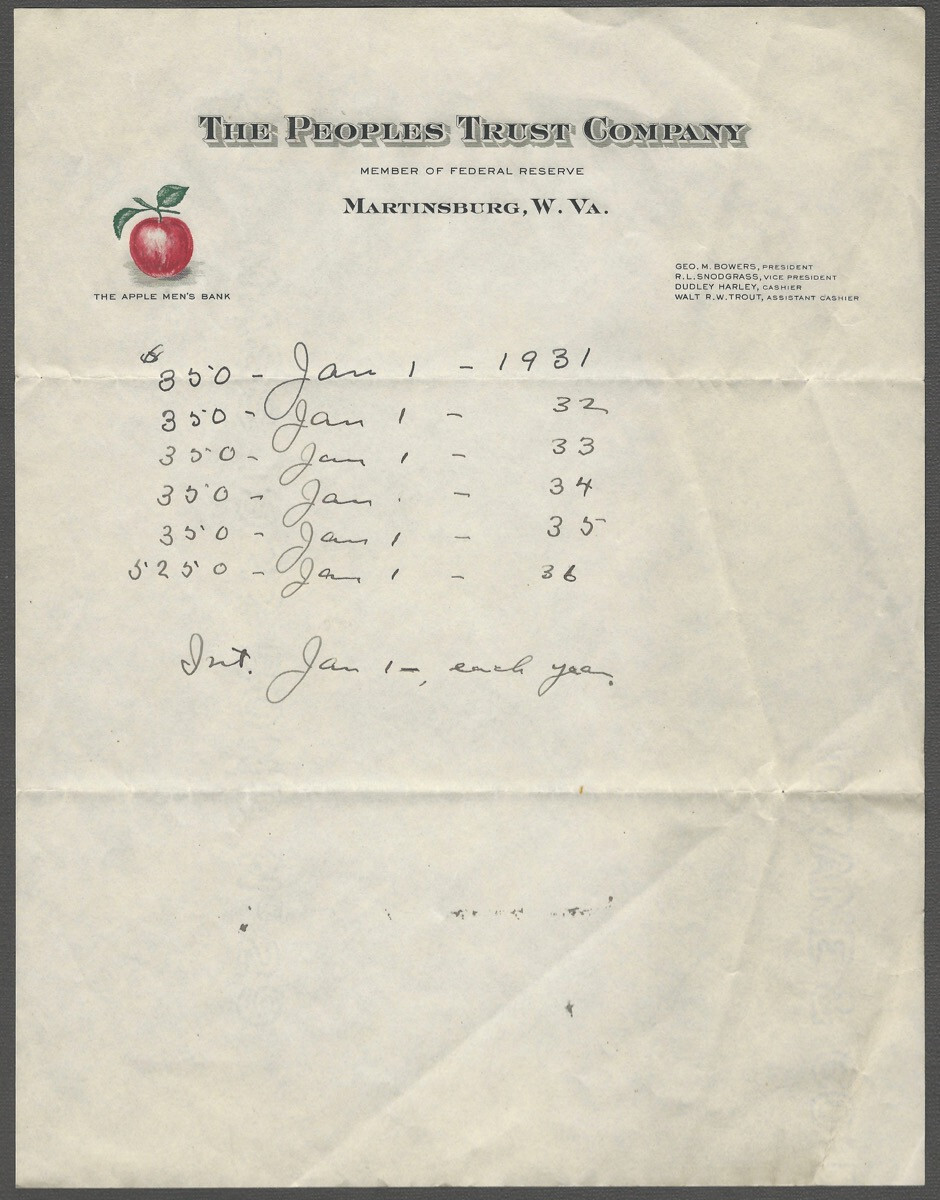 THE PEOPLES TRUST COMPANY
MEMBER OF FEDERAL RESERVE
MARTINSBURG, W. VA.
THE APPLE MEN'S BANK
GEO. M. BOWERS, PRESIDENT
R. L. SNODGRASS, VICE PRESIDENT
DUDLEY HARLEY, CASHIER
WALT R. W. TROUT, ASSISTANT CASHIER
$350 - Jan 1 - 1931
350 - Jan 1 - 32
350 - Jan 1 - 33
350 - Jan 1 - 34
350 - Jan 1 - 35
5250 - Jan 1 - 36
Int. Jan 1 -, each year.